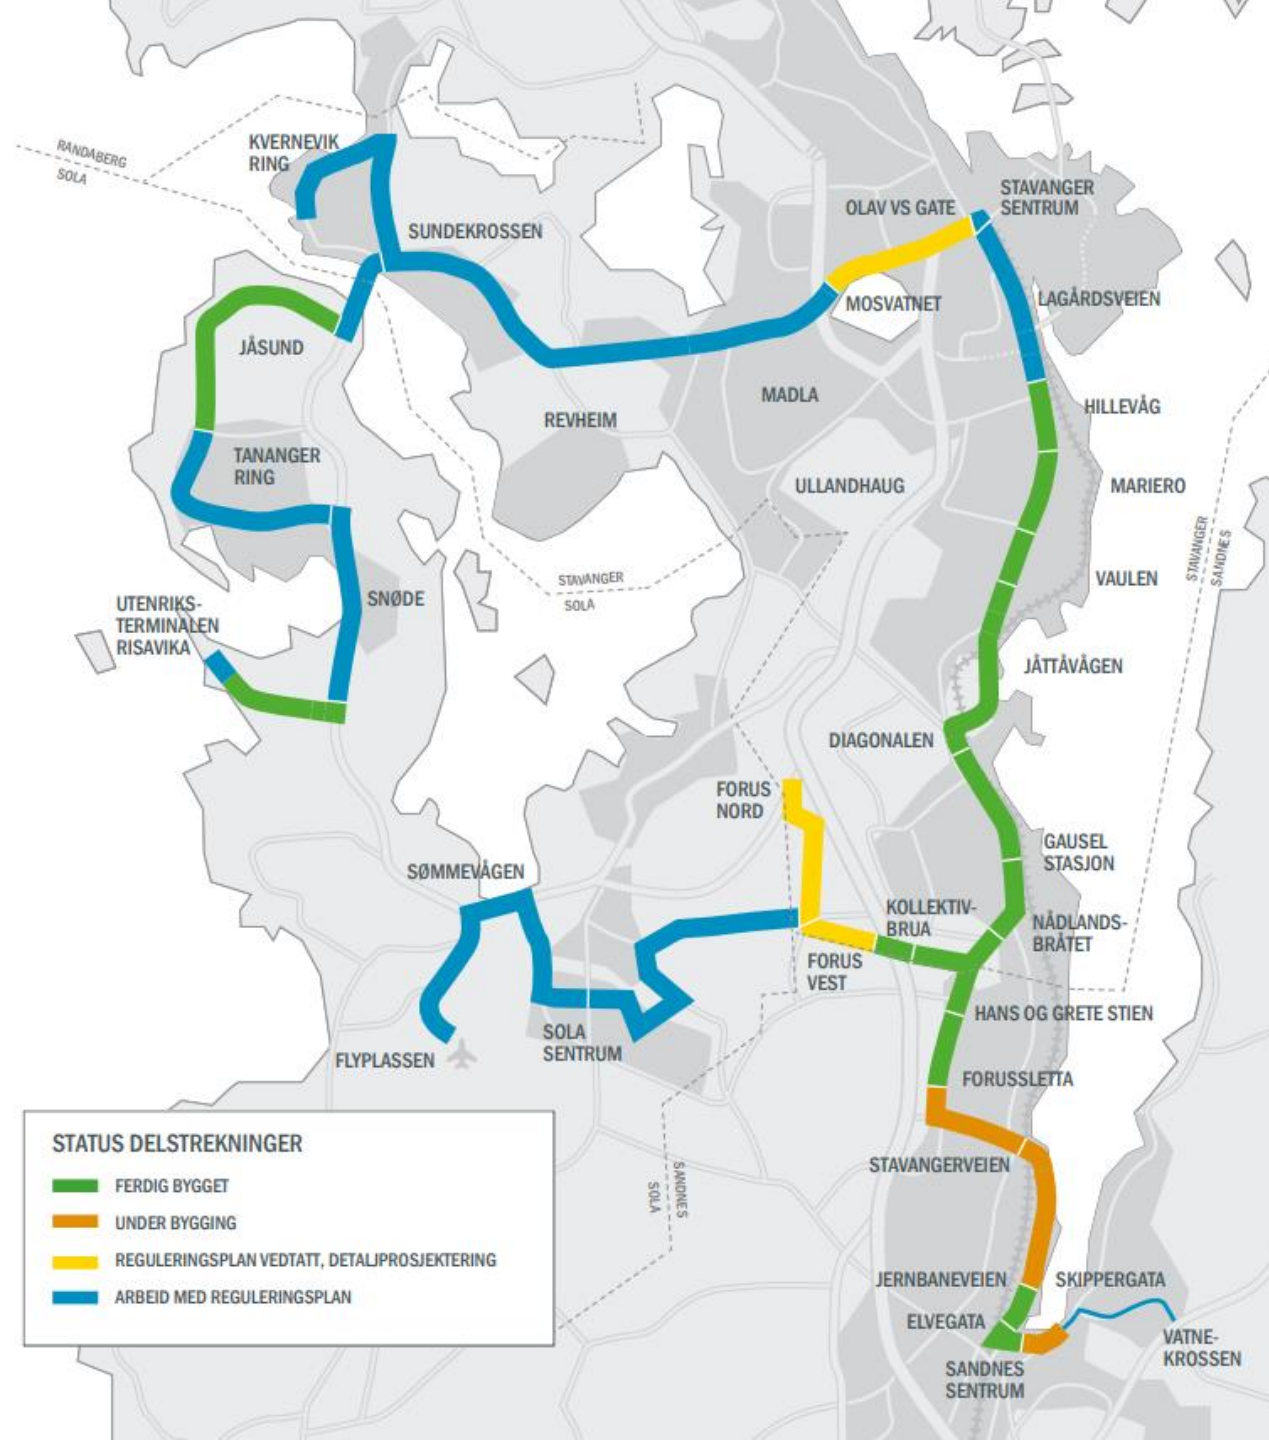 RANDABERG
SOLA
KVERNEVIK
RING
SUNDEKROSSEN
OLAV VS GATE
STAVANGER
SENTRUM
MOSVATNET
LAGÅRDSVEIEN
JÅSUND
MADLA
HILLEVÅG
REVHEIM
TANANGER
RING
ULLANDHAUG
MARIERO
STAVANGER
SANDNES
STAVANGER
SOLA
VAULEN
SNØDE
UTENRIKS-
TERMINALEN
RISAVIKA
JÅTTÅVÅGEN
DIAGONALEN
FORUS
NORD
GAUSEL
STASJON
SØMMEVÅGEN
KOLLEKTIV-
BRUA
NÅDLANDS-
BRÅTET
FORUS
VEST
HANS OG GRETE STIEN
SOLA
SENTRUM
FLYPLASSEN
FORUSSLETTA
STAVANGERVEIEN
SOLA
SANDNES
STATUS DELSTREKNINGER
FERDIG BYGGET
UNDER BYGGING
REGULERINGSPLAN VEDTATT, DETALJPROSJEKTERING
ARBEID MED REGULERINGSPLAN
JERNBANEVEIEN
SKIPPERGATA
ELVEGATA
VATNE-
KROSSEN
SANDNES
SENTRUM